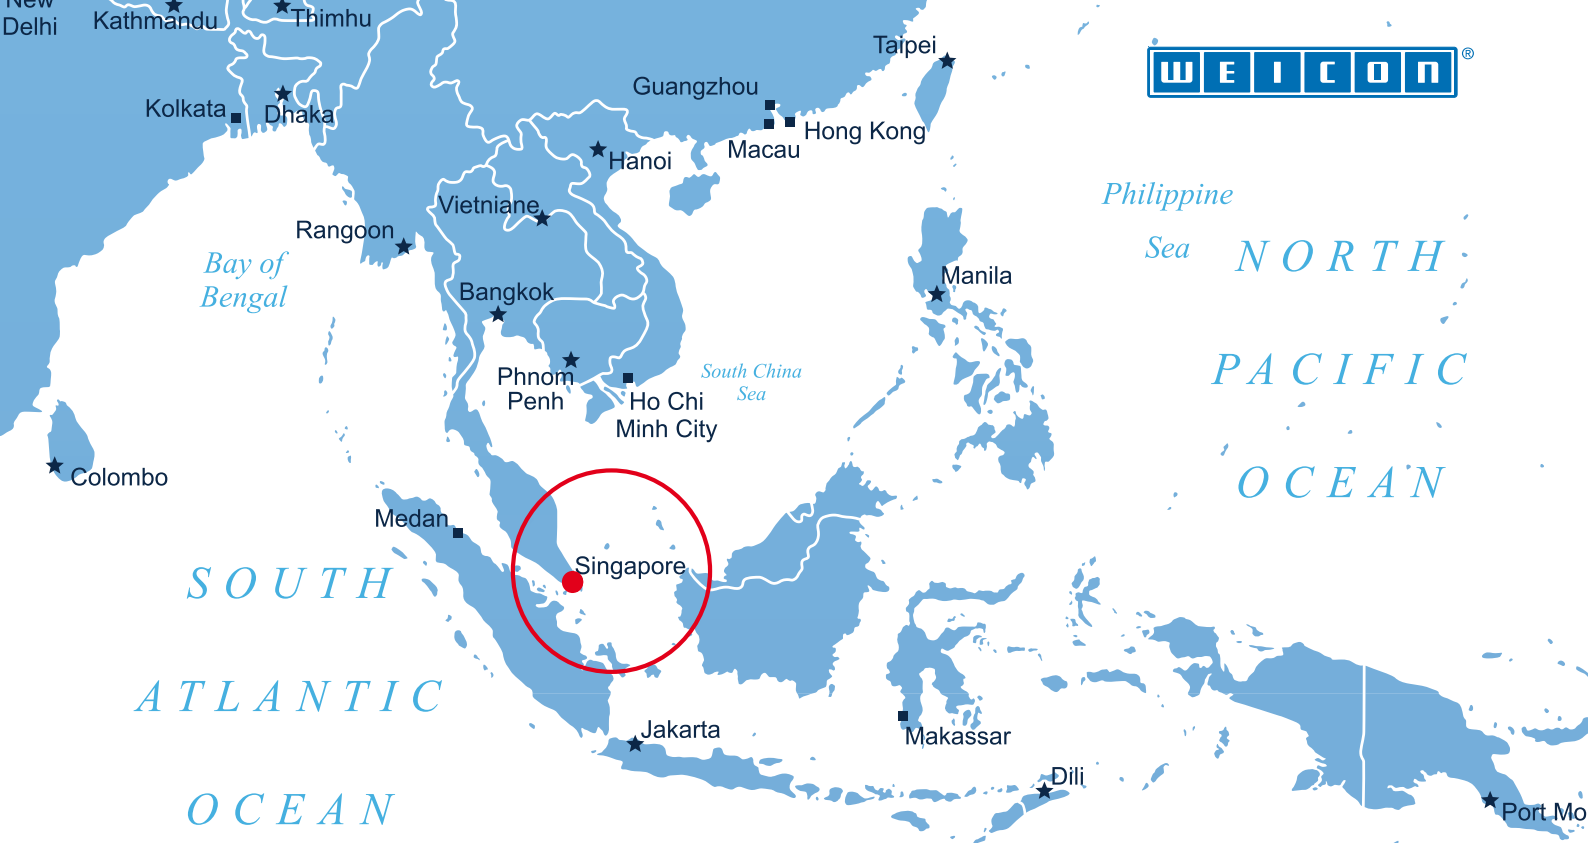 New
Delhi
Kathmandu
Thimhu
Taipei
WEICON®
Guangzhou
Kolkata
Dhaka
Hong Kong
Macau
Hanoi
Philippine
Sea
Vietniane
Rangoon
NORTH
Bay of
Bengal
Manila
Bangkok
PACIFIC
South China
Sea
Phnom
Penh
Ho Chi
Minh City
Colombo
OCEAN
Medan
Singapore
SOUTH
ATLANTIC
Jakarta
Makassar
Dili
OCEAN
Port Mo